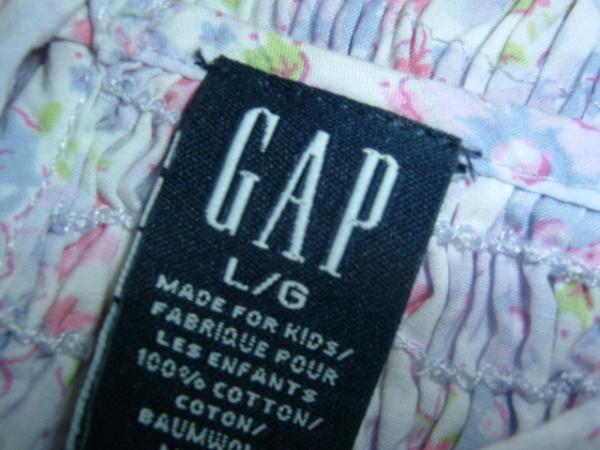 GAP
L/G
MADE FOR KIDS/
FABRIQUE POUR
LES ENFANTS
100% COTTON/
COTON/